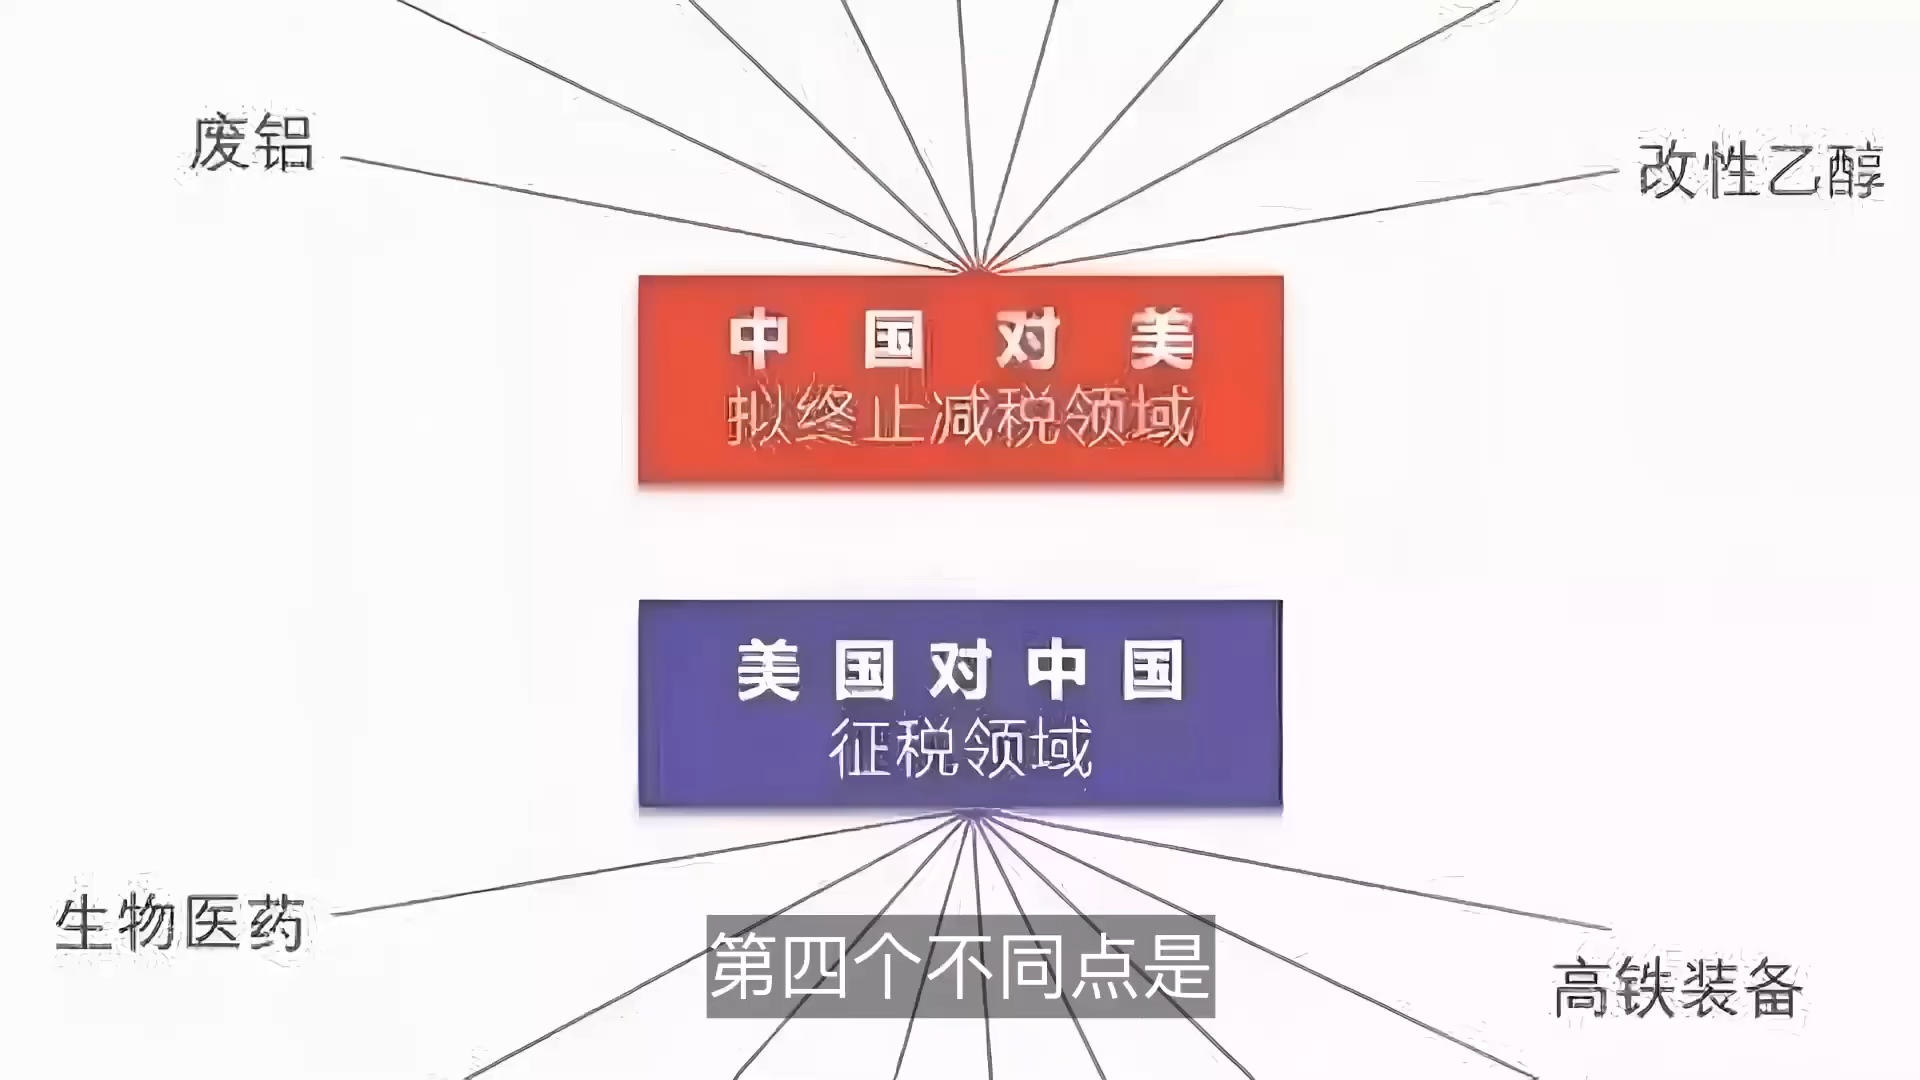 废铝
改性乙醇
中国对美
拟终止减税领域
美国对中国
征税领域
生物医药
高铁装备
第四个不同点是